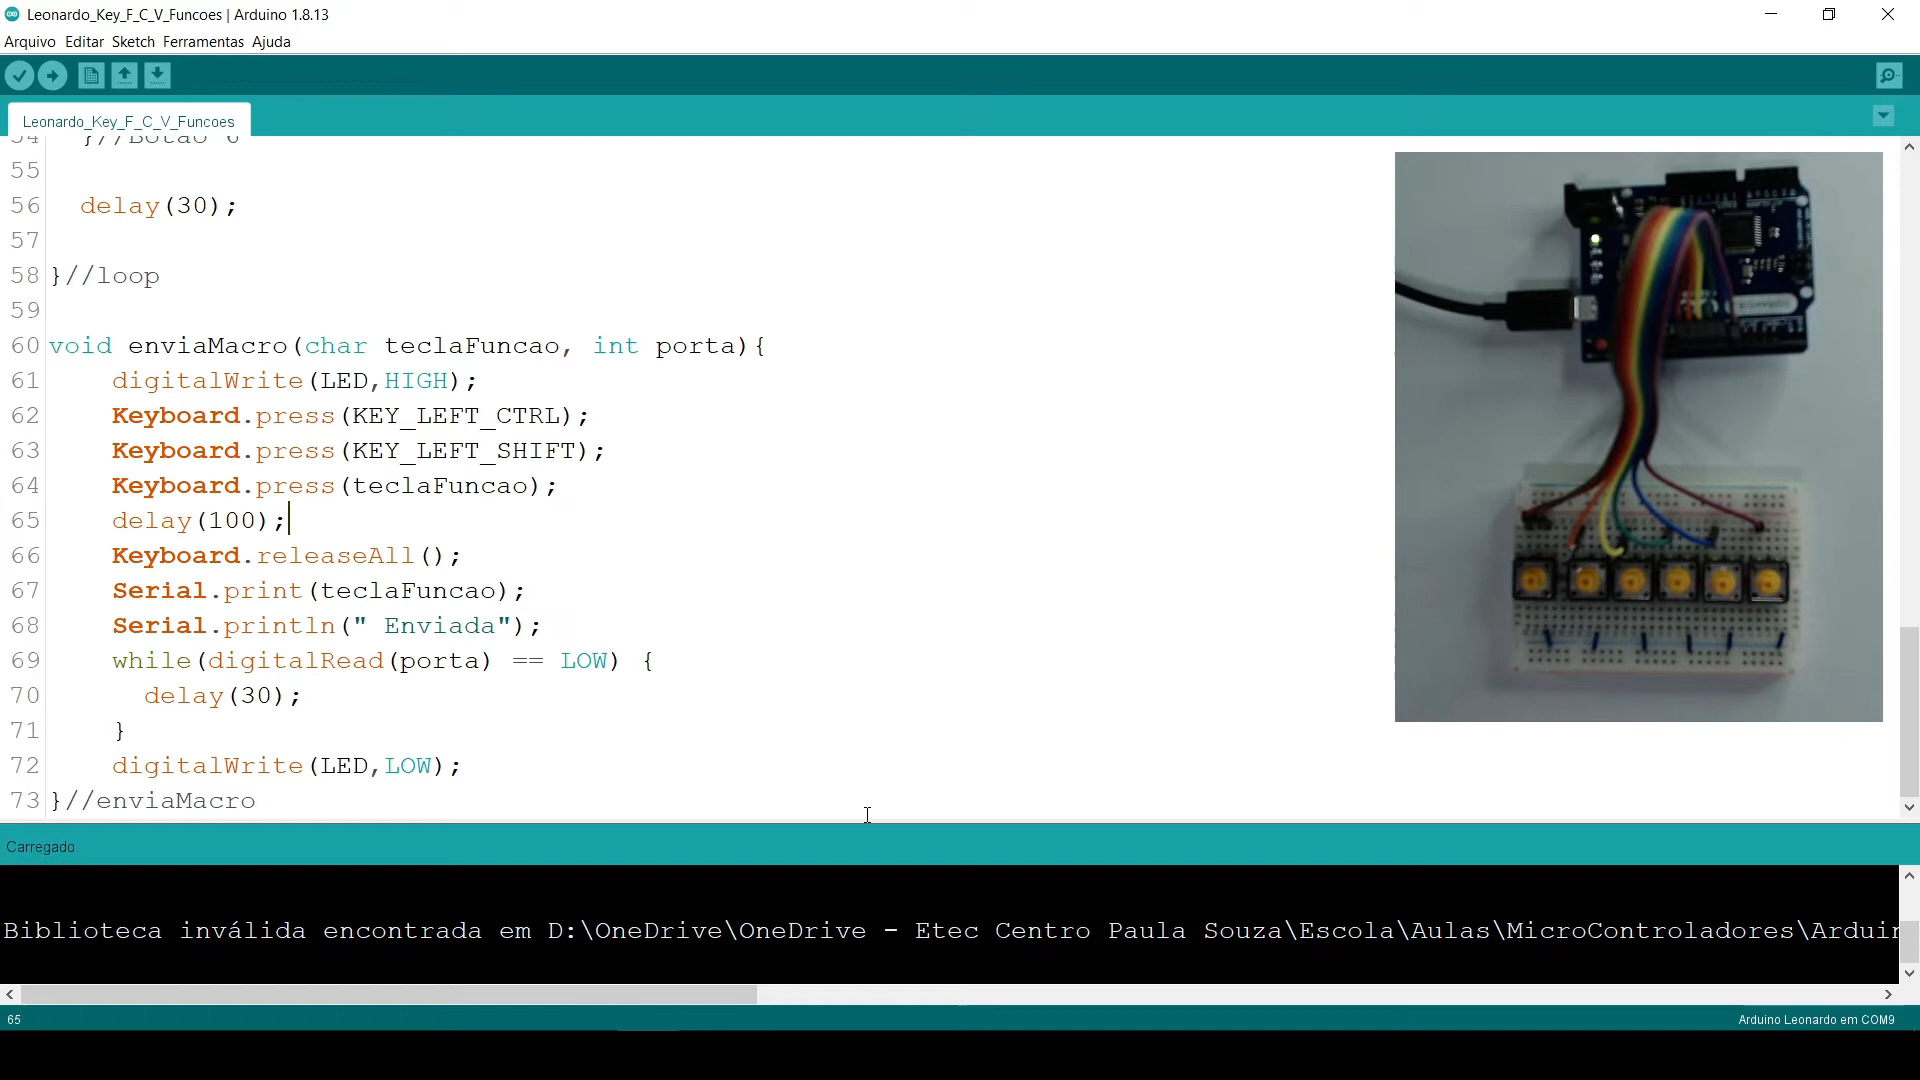 Leonardo_Key_F_C_V_Funcoes | Arduino 1.8.13
Arquivo Editar Sketch Ferramentas Ajuda
Leonardo_Key_F_C_V_Funcoes
54 }//Botao 6
55
56 delay(30);
57
58 }//loop
59
60 void enviaMacro(char teclaFuncao, int porta){
61 digitalWrite(LED,HIGH);
62 Keyboard.press(KEY_LEFT_CTRL);
63 Keyboard.press(KEY_LEFT_SHIFT);
64 Keyboard.press(teclaFuncao);
65 delay(100);
66 Keyboard.releaseAll();
67 Serial.print(teclaFuncao);
68 Serial.println(" Enviada");
69 while(digitalRead(porta) == LOW) {
70 delay(30);
71 }
72 digitalWrite(LED,LOW);
73 }//enviaMacro
Carregado.
Biblioteca inválida encontrada em D:\OneDrive\OneDrive - Etec Centro Paula Souza\Escola\Aulas\MicroControladores\Arduin
65
Arduino Leonardo em COM9